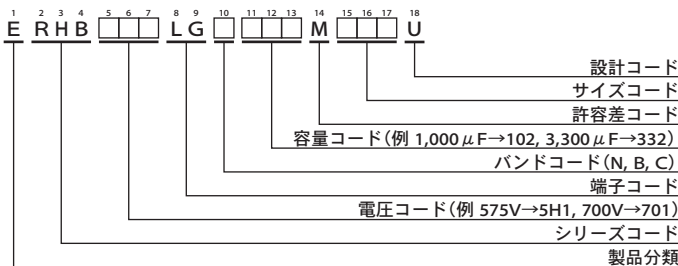 1 2 3 4 5 6 7 8 9 10 11 12 13 14 15 16 17 18
E R H B □□□ L G □ □□□ M □□□ U
設計コード
サイズコード
許容差コード
容量コード(例 1,000μF→102, 3,300μF→332)
バンドコード(N, B, C)
端子コード
電圧コード(例 575V→5H1, 700V→701)
シリーズコード
製品分類